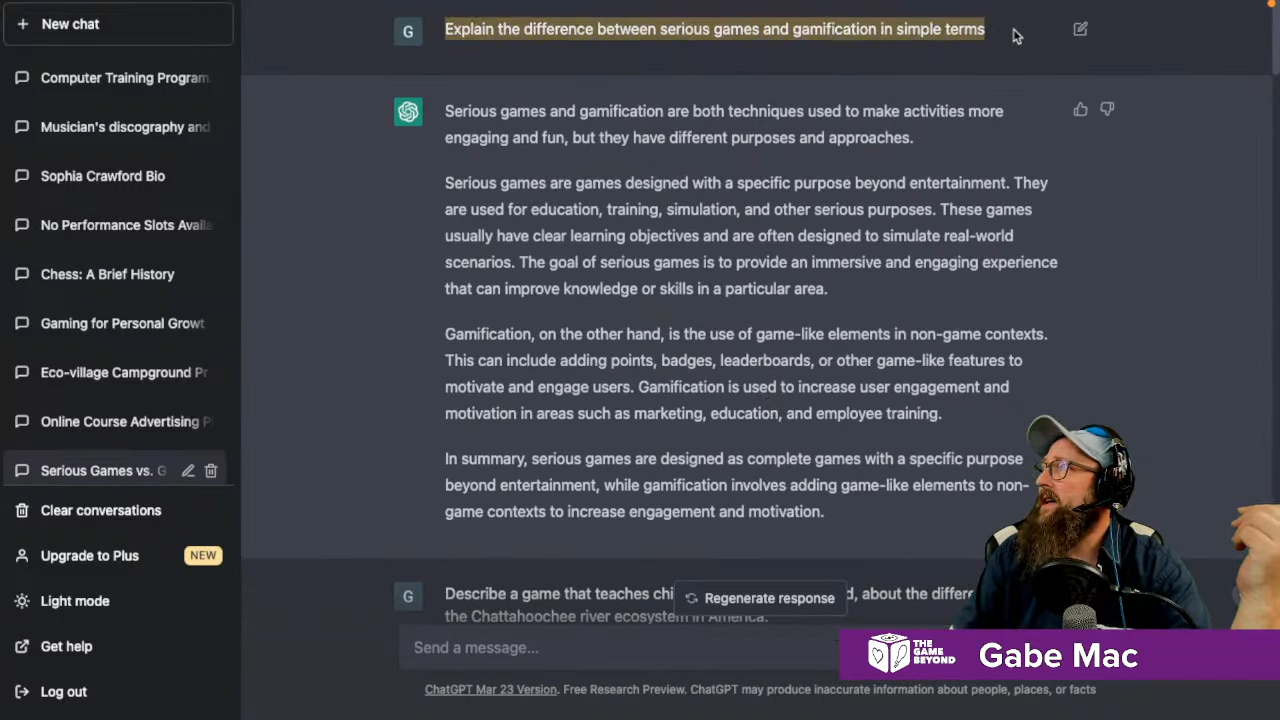 New chat
Computer Training Program
Musician's discography and
Sophia Crawford Bio
No Performance Slots Availa
Chess: A Brief History
Gaming for Personal Growt
Eco-village Campground Pr
Online Course Advertising P
Serious Games vs. G
Clear conversations
Upgrade to Plus NEW
Light mode
Get help
Log out
G Explain the difference between serious games and gamification in simple terms
Serious games and gamification are both techniques used to make activities more
engaging and fun, but they have different purposes and approaches.
Serious games are games designed with a specific purpose beyond entertainment. They
are used for education, training, simulation, and other serious purposes. These games
usually have clear learning objectives and are often designed to simulate real-world
scenarios. The goal of serious games is to provide an immersive and engaging experience
that can improve knowledge or skills in a particular area.
Gamification, on the other hand, is the use of game-like elements in non-game contexts.
This can include adding points, badges, leaderboards, or other game-like features to
motivate and engage users. Gamification is used to increase user engagement and
motivation in areas such as marketing, education, and employee training.
In summary, serious games are designed as complete games with a specific purpose
beyond entertainment, while gamification involves adding game-like elements to non-
game contexts to increase engagement and motivation.
G Describe a game that teaches chi d, about the differe
the Chattahoochee river ecosystem in America.
Regenerate response
Send a message...
THE
GAME
BEYOND
Gabe Mac
ChatGPT Mar 23 Version. Free Research Preview. ChatGPT may produce inaccurate information about people, places, or facts